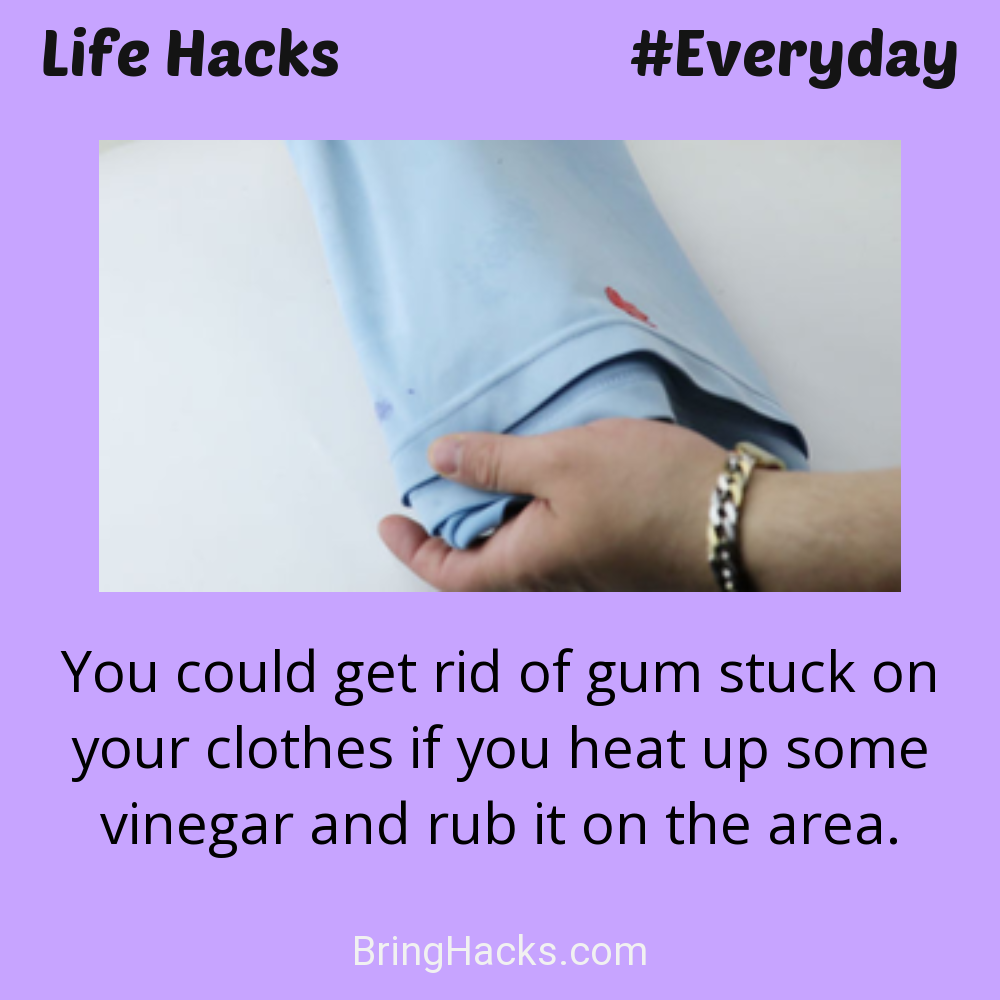 Life Hacks #Everyday
You could get rid of gum stuck on
your clothes if you heat up some
vinegar and rub it on the area.
BringHacks.com